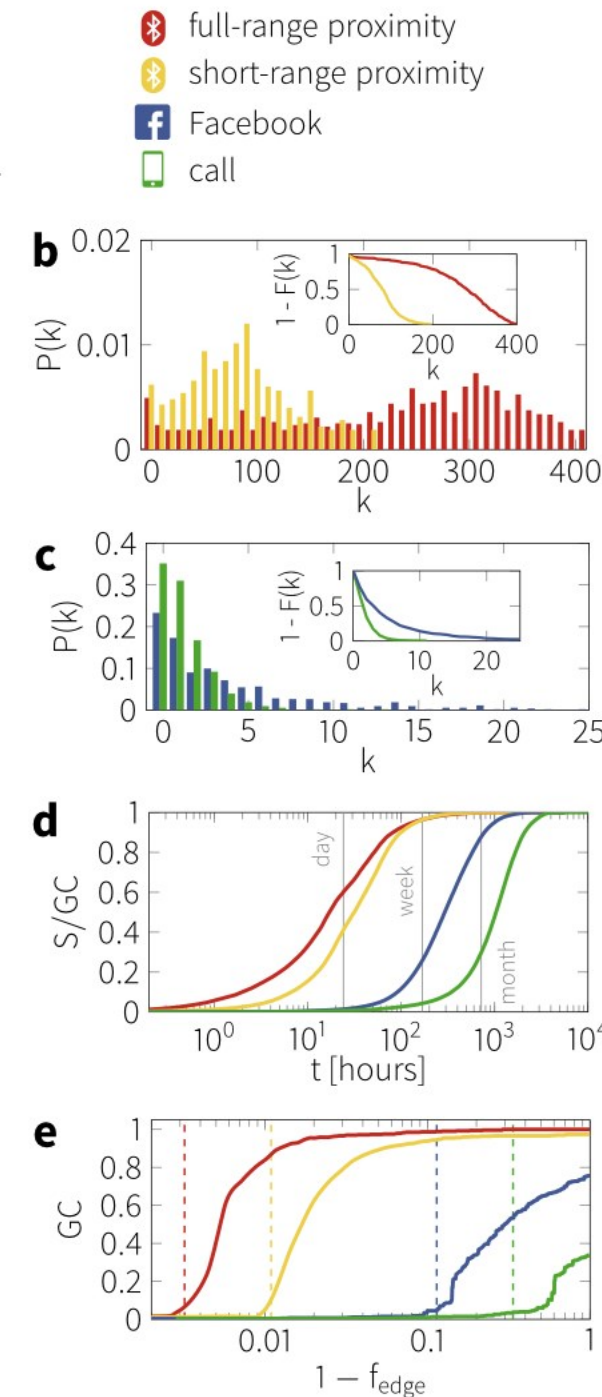 full-range proximity
short-range proximity
Facebook
call
b
0.02
0.01
0
P(k)
0 100 200 300 400
k
1 - F(k)
1
0.5
0
0 200 400
k
c
0.4
0.3
0.2
0.1
0
P(k)
0 5 10 15 20 25
k
1 - F(k)
1
0.5
0
0 10 20
k
d
1
0.8
0.6
0.4
0.2
0
S/GC
day
week
month
10⁰ 10¹ 10² 10³ 10⁴
t [hours]
e
1
0.8
0.6
0.4
0.2
0
GC
0.01 0.1 1
1 − f_edge